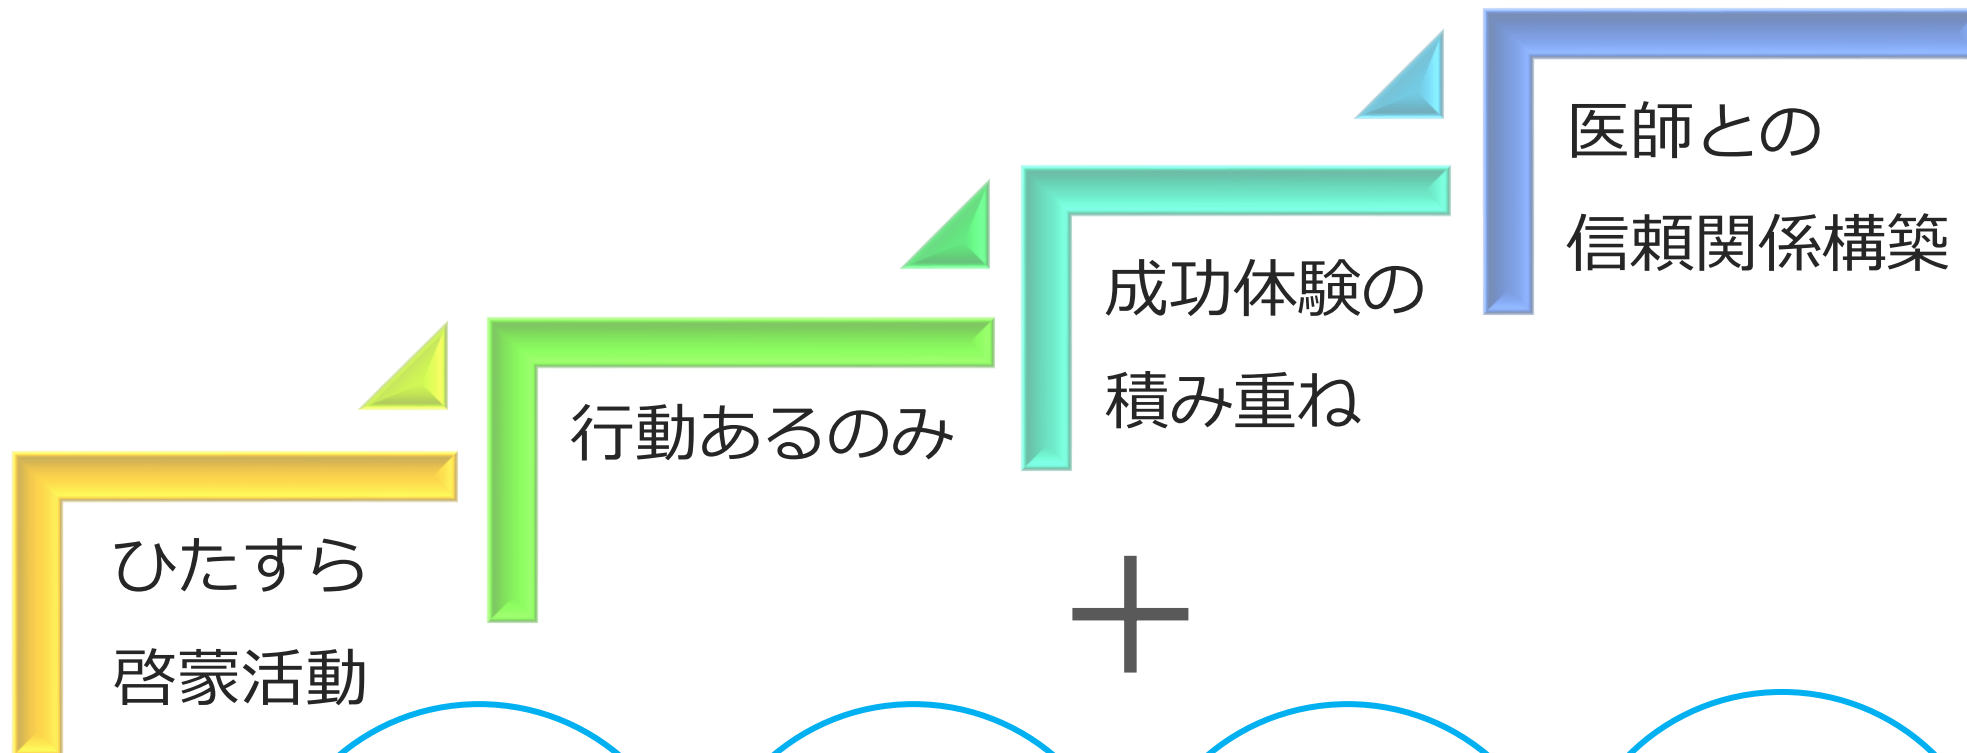 ひたすら
啓蒙活動
行動あるのみ
成功体験の
積み重ね
医師との
信頼関係構築
+